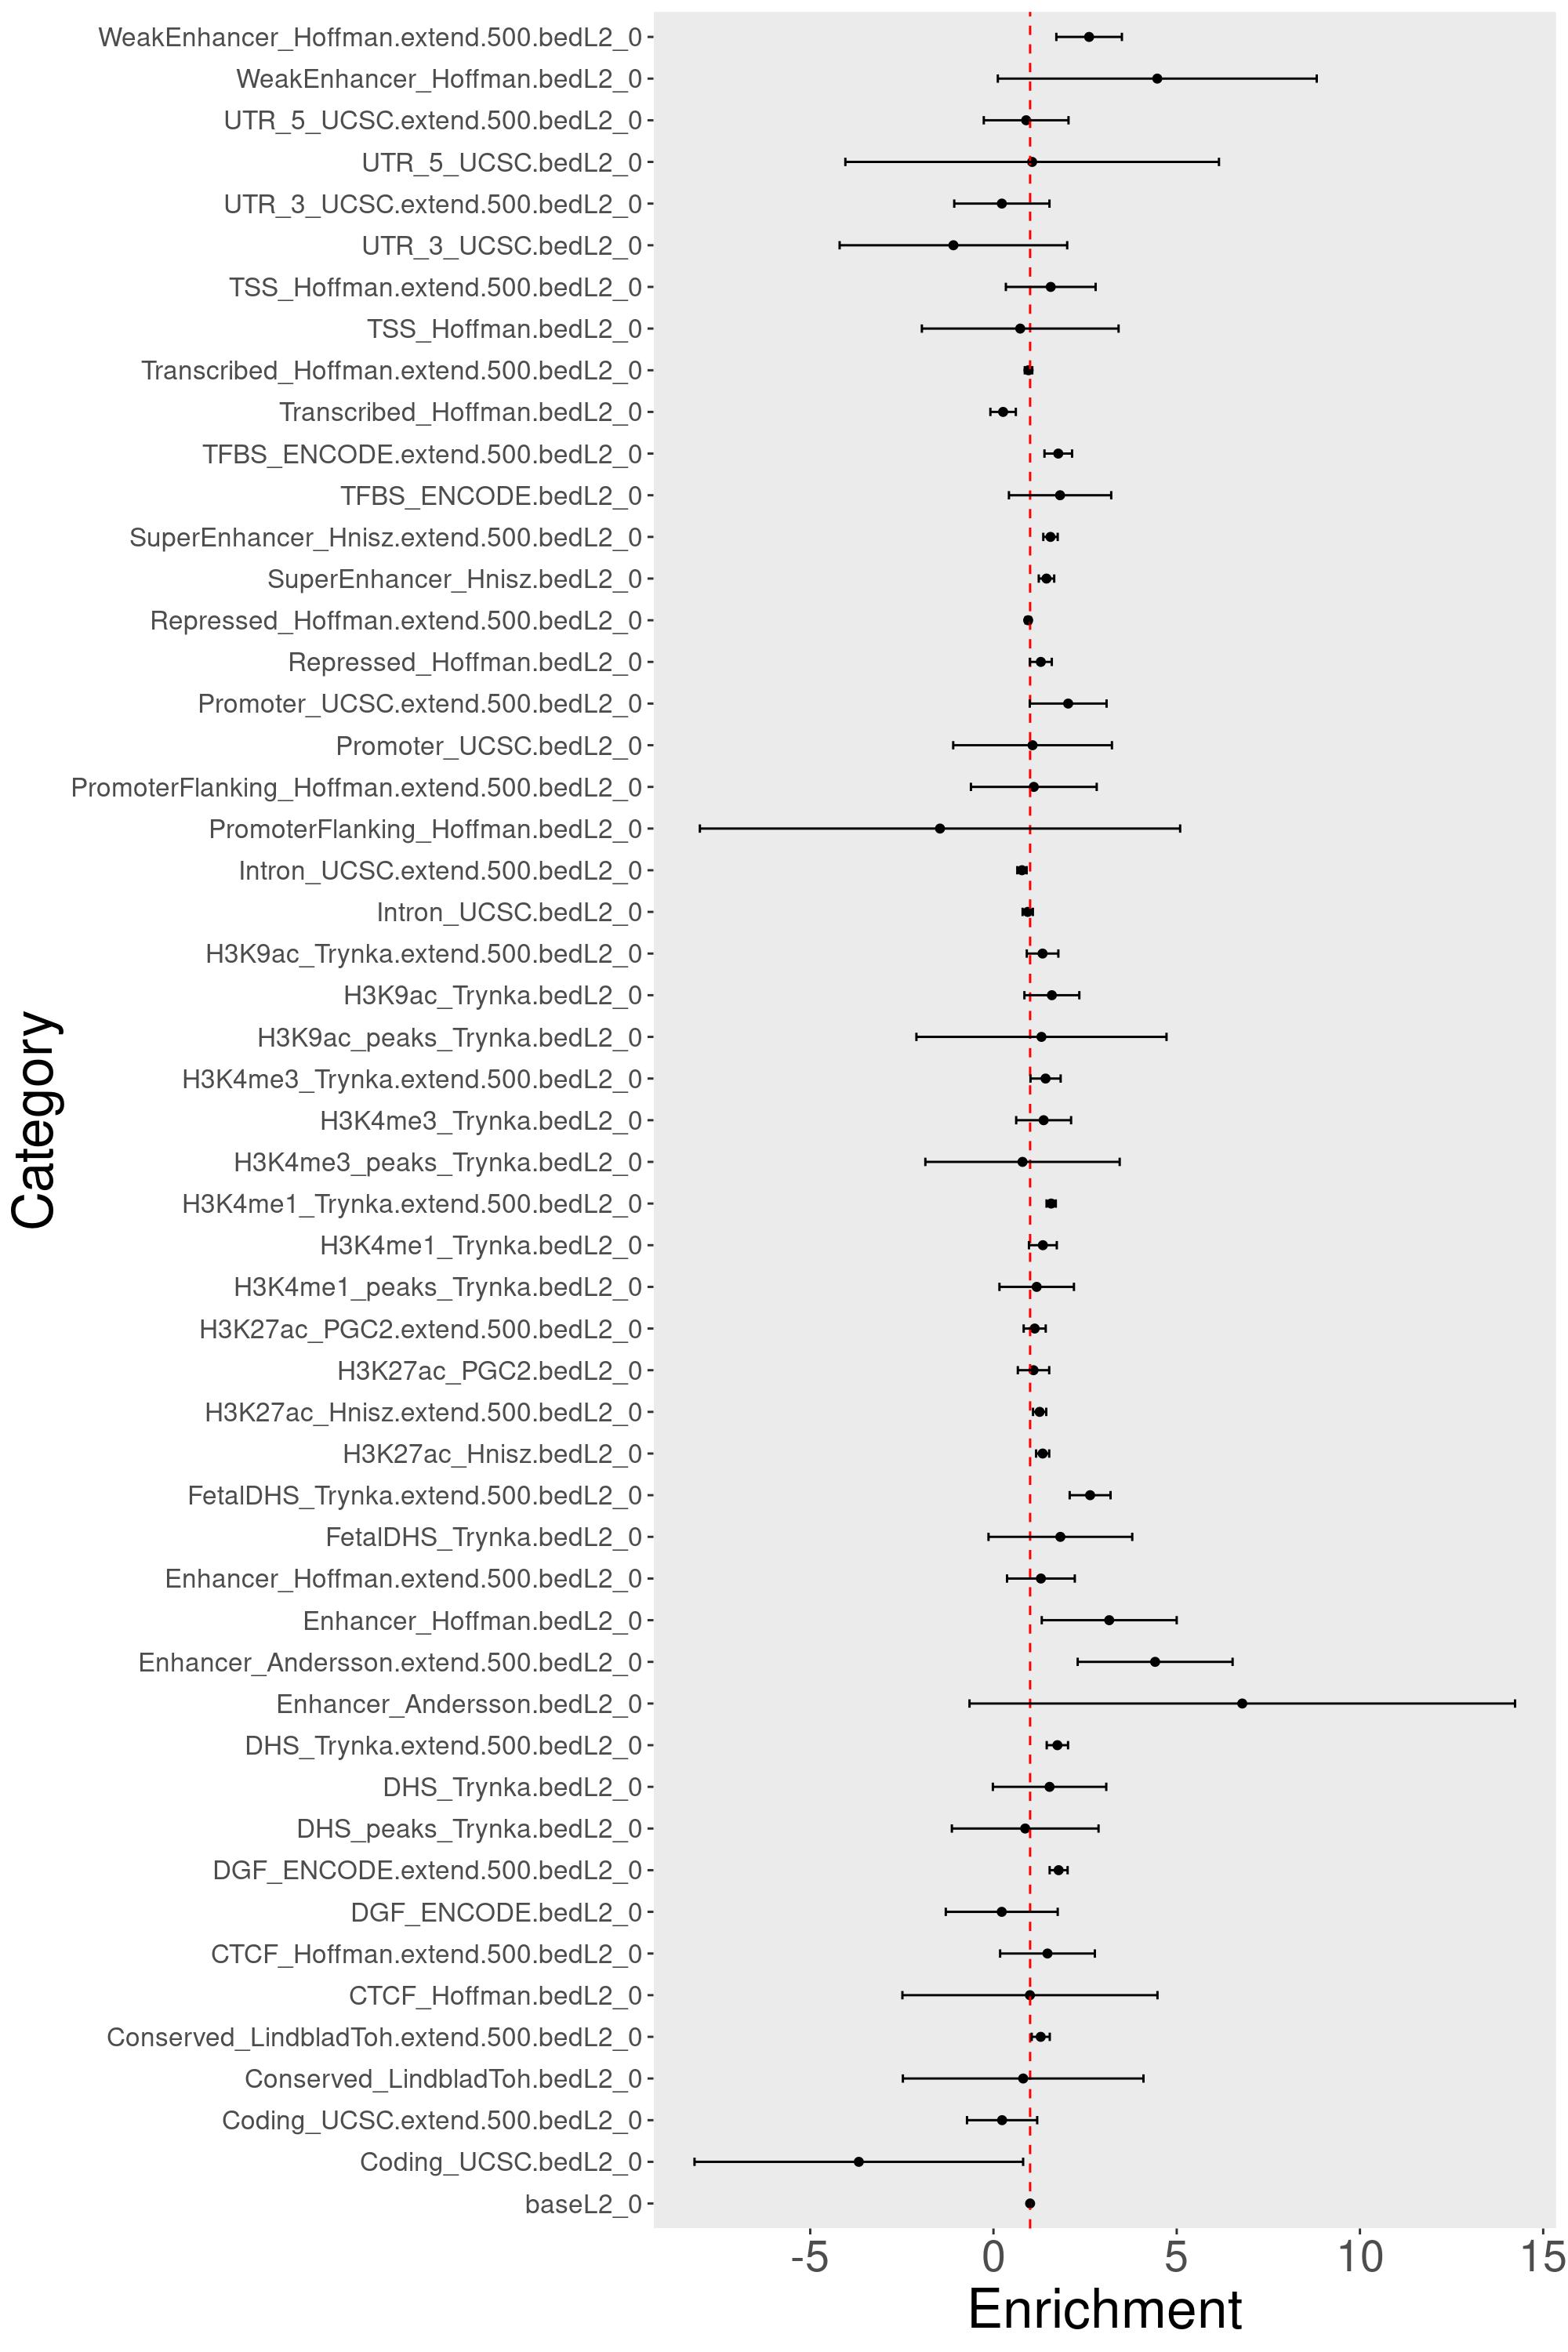 WeakEnhancer_Hoffman.extend.500.bedL2_0
WeakEnhancer_Hoffman.bedL2_0
UTR_5_UCSC.extend.500.bedL2_0
UTR_5_UCSC.bedL2_0
UTR_3_UCSC.extend.500.bedL2_0
UTR_3_UCSC.bedL2_0
TSS_Hoffman.extend.500.bedL2_0
TSS_Hoffman.bedL2_0
Transcribed_Hoffman.extend.500.bedL2_0
Transcribed_Hoffman.bedL2_0
TFBS_ENCODE.extend.500.bedL2_0
TFBS_ENCODE.bedL2_0
SuperEnhancer_Hnisz.extend.500.bedL2_0
SuperEnhancer_Hnisz.bedL2_0
Repressed_Hoffman.extend.500.bedL2_0
Repressed_Hoffman.bedL2_0
Promoter_UCSC.extend.500.bedL2_0
Promoter_UCSC.bedL2_0
PromoterFlanking_Hoffman.extend.500.bedL2_0
PromoterFlanking_Hoffman.bedL2_0
Intron_UCSC.extend.500.bedL2_0
Intron_UCSC.bedL2_0
H3K9ac_Trynka.extend.500.bedL2_0
H3K9ac_Trynka.bedL2_0
H3K9ac_peaks_Trynka.bedL2_0
H3K4me3_Trynka.extend.500.bedL2_0
H3K4me3_Trynka.bedL2_0
H3K4me3_peaks_Trynka.bedL2_0
H3K4me1_Trynka.extend.500.bedL2_0
H3K4me1_Trynka.bedL2_0
H3K4me1_peaks_Trynka.bedL2_0
H3K27ac_PGC2.extend.500.bedL2_0
H3K27ac_PGC2.bedL2_0
H3K27ac_Hnisz.extend.500.bedL2_0
H3K27ac_Hnisz.bedL2_0
FetalDHS_Trynka.extend.500.bedL2_0
FetalDHS_Trynka.bedL2_0
Enhancer_Hoffman.extend.500.bedL2_0
Enhancer_Hoffman.bedL2_0
Enhancer_Andersson.extend.500.bedL2_0
Enhancer_Andersson.bedL2_0
DHS_Trynka.extend.500.bedL2_0
DHS_Trynka.bedL2_0
DHS_peaks_Trynka.bedL2_0
DGF_ENCODE.extend.500.bedL2_0
DGF_ENCODE.bedL2_0
CTCF_Hoffman.extend.500.bedL2_0
CTCF_Hoffman.bedL2_0
Conserved_LindbladToh.extend.500.bedL2_0
Conserved_LindbladToh.bedL2_0
Coding_UCSC.extend.500.bedL2_0
Coding_UCSC.bedL2_0
baseL2_0
Category
-5 0 5 10 15
Enrichment